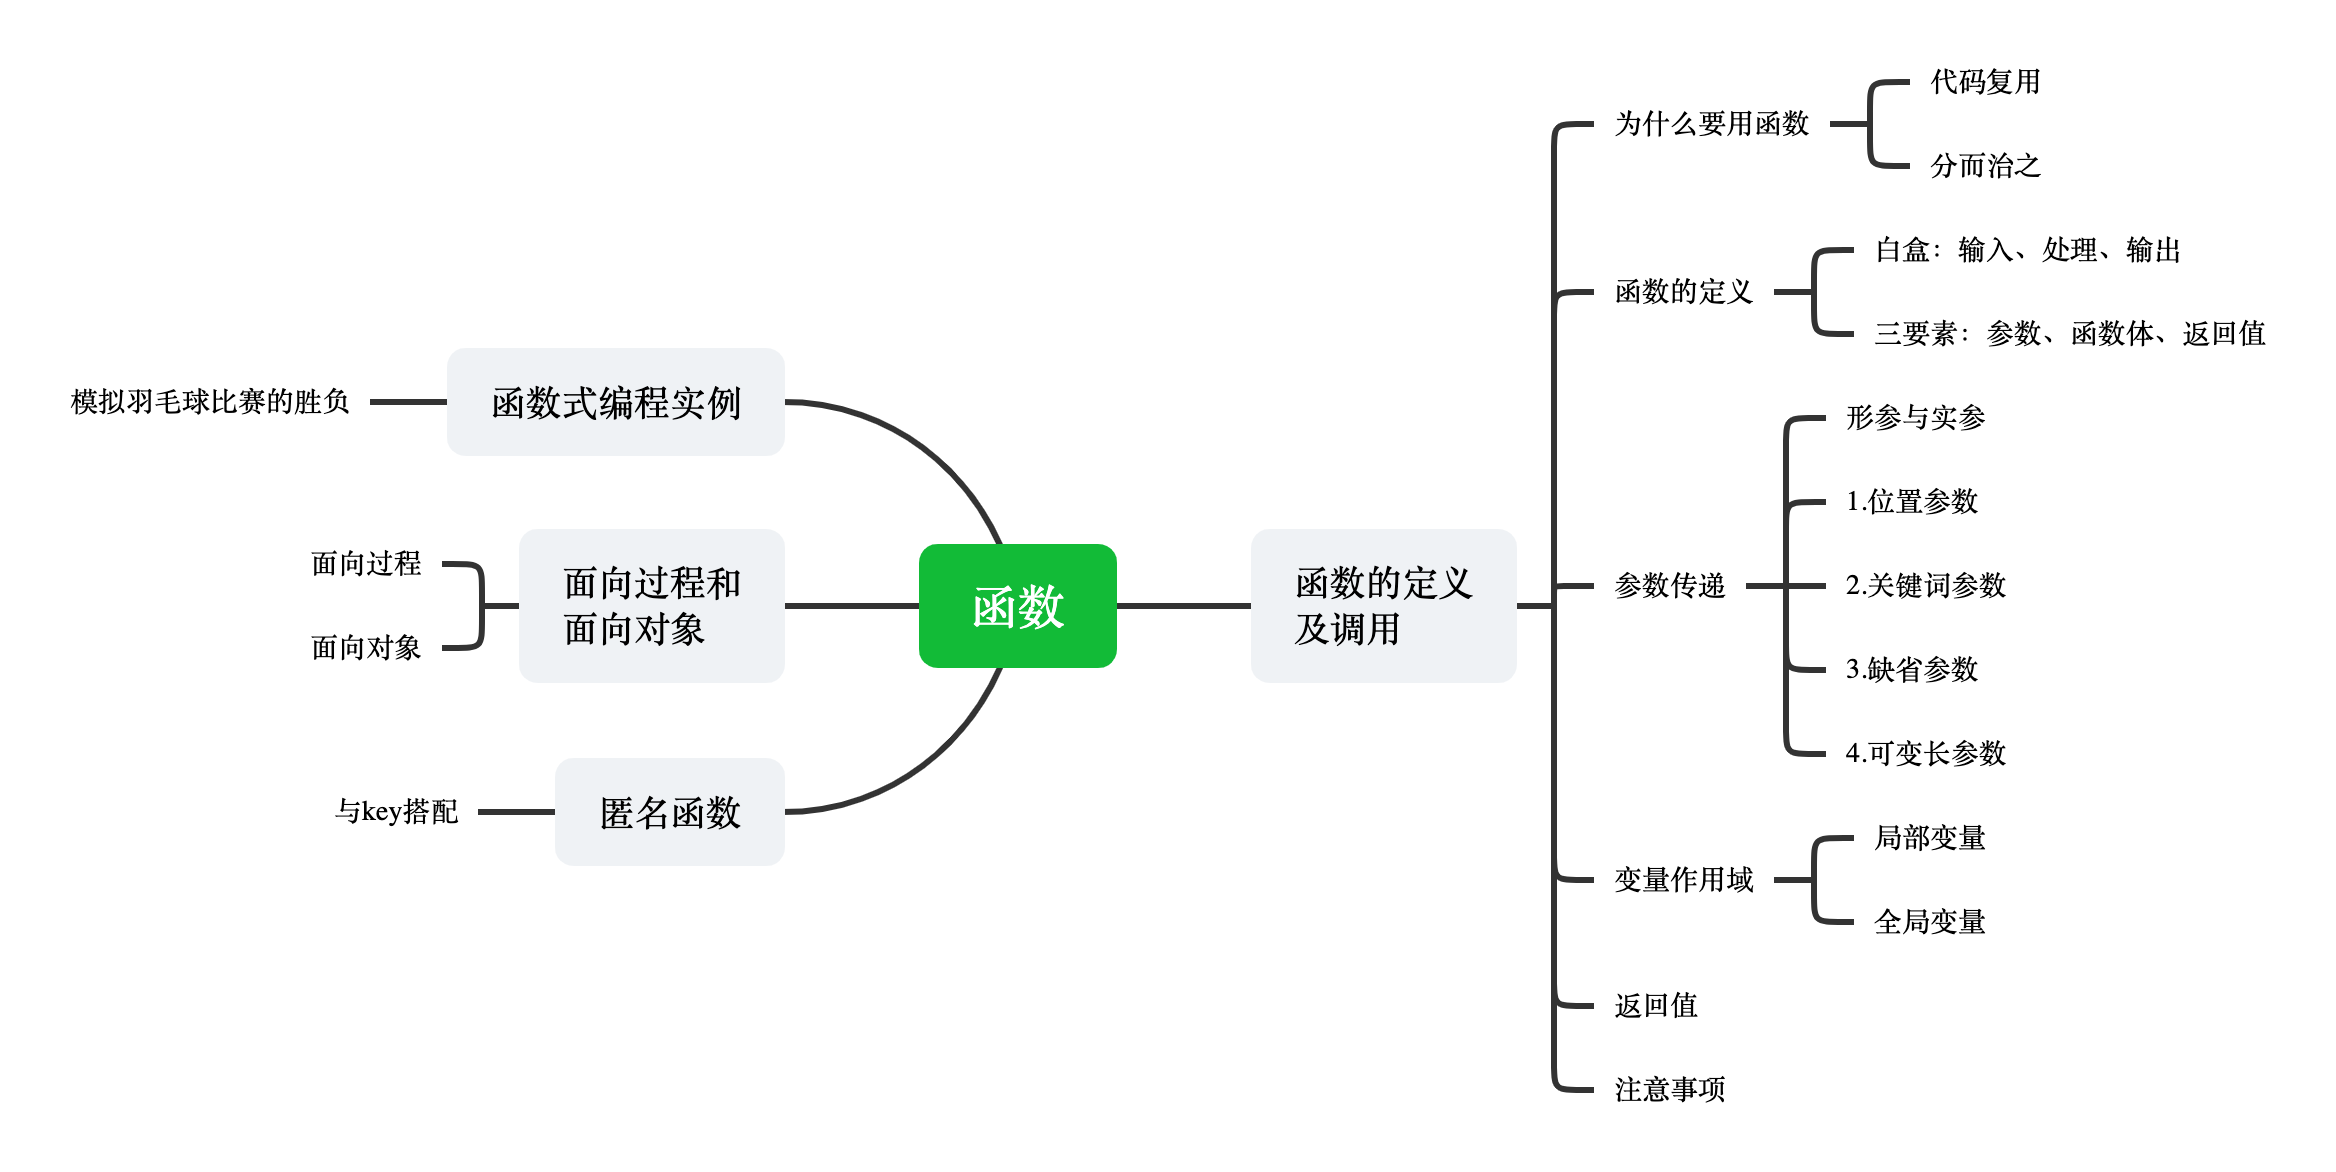 函数
函数的定义
及调用
为什么要用函数
代码复用
分而治之
函数的定义
白盒：输入、处理、输出
三要素：参数、函数体、返回值
参数传递
形参与实参
1.位置参数
2.关键词参数
3.缺省参数
4.可变长参数
变量作用域
局部变量
全局变量
返回值
注意事项
函数式编程实例
模拟羽毛球比赛的胜负
面向过程和
面向对象
面向过程
面向对象
匿名函数
与key搭配